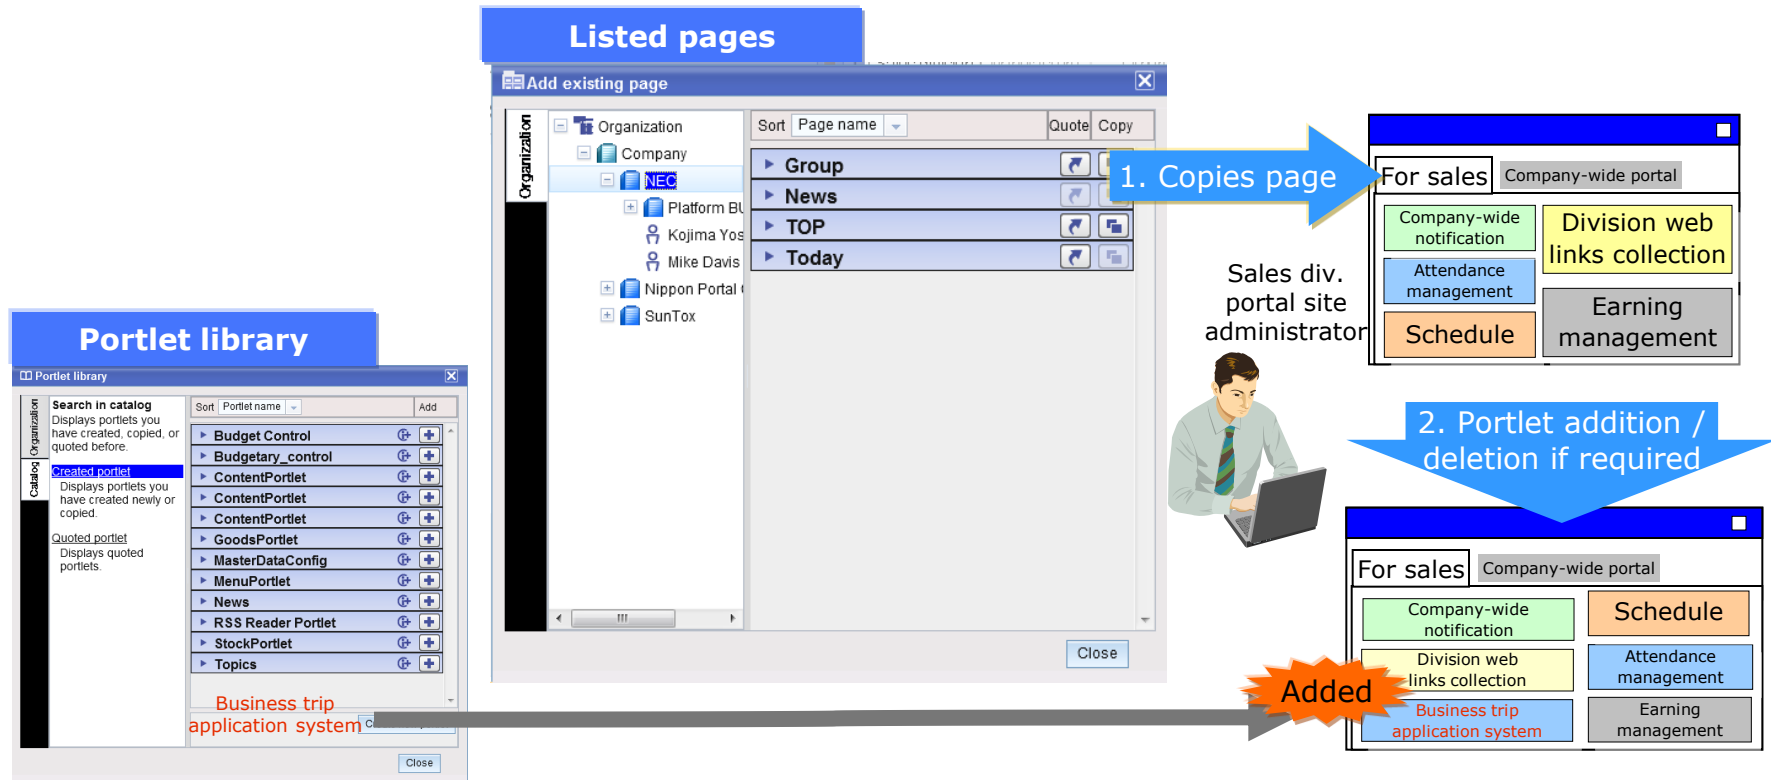 Listed pages
Add existing page
Organization
Organization
Company
NEC
Platform BU
Kojima Yos
Mike Davis
Nippon Portal
SunTox
Sort Page name
Quote Copy
Group
News
TOP
Today
Close
1. Copies page
For sales
Company-wide portal
Company-wide
notification
Division web
links collection
Attendance
management
Earning
management
Schedule
Sales div.
portal site
administrator
2. Portlet addition /
deletion if required
For sales
Company-wide portal
Company-wide
notification
Schedule
Division web
links collection
Attendance
management
Business trip
application system
Earning
management
Added
Portlet library
Portlet library
Organization
Catalog
Search in catalog
Displays portlets you
have created, copied, or
quoted before.
Created portlet
Displays portlets you
have created newly or
copied.
Quoted portlet
Displays quoted
portlets.
Sort Portlet name
Add
Budget Control
Budgetary_control
ContentPortlet
ContentPortlet
ContentPortlet
GoodsPortlet
MasterDataConfig
MenuPortlet
News
RSS Reader Portlet
StockPortlet
Topics
Business trip
application system
Close